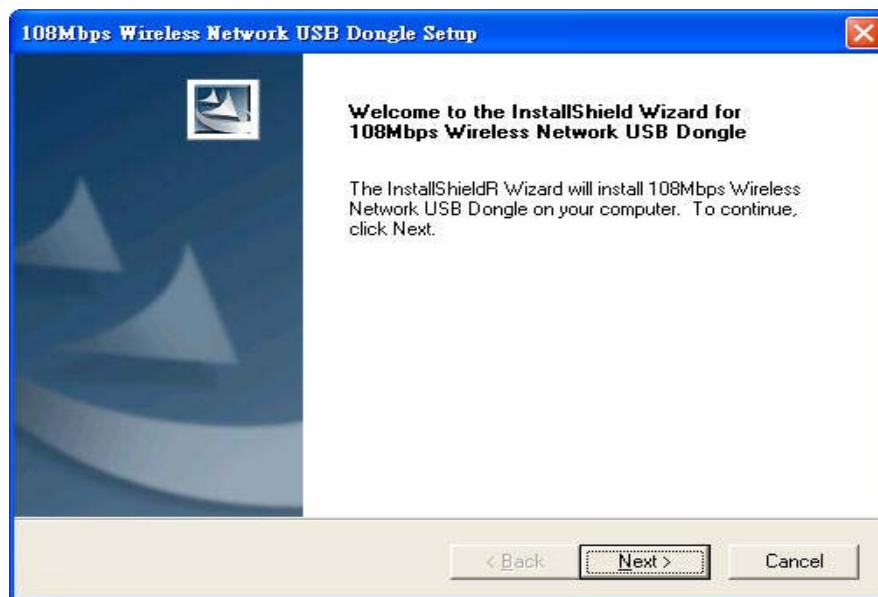 108Mbps Wireless Network USB Dongle Setup
Welcome to the InstallShield Wizard for
108Mbps Wireless Network USB Dongle
The InstallShieldR Wizard will install 108Mbps Wireless
Network USB Dongle on your computer. To continue,
click Next.
< Back
Next >
Cancel